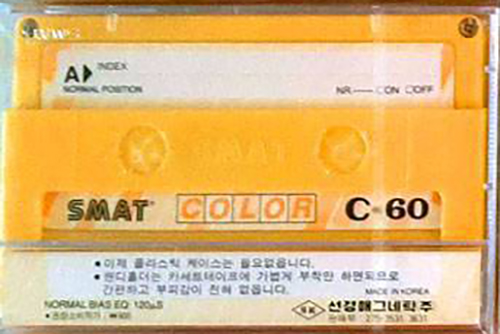 A▶ INDEX
NORMAL POSITION NR. ON OFF
SMAT
SMAT COLOR C-60
• 이제 플라스틱 케이스는 필요없읍니다.
• 핸디홀더는 카세트테이프에 가볍게 부착만 하면되므로
간편하고 부피감이 전혀 없읍니다.
MADE IN KOREA
NORMAL BIAS EQ: 120μS
선경매그네틱주